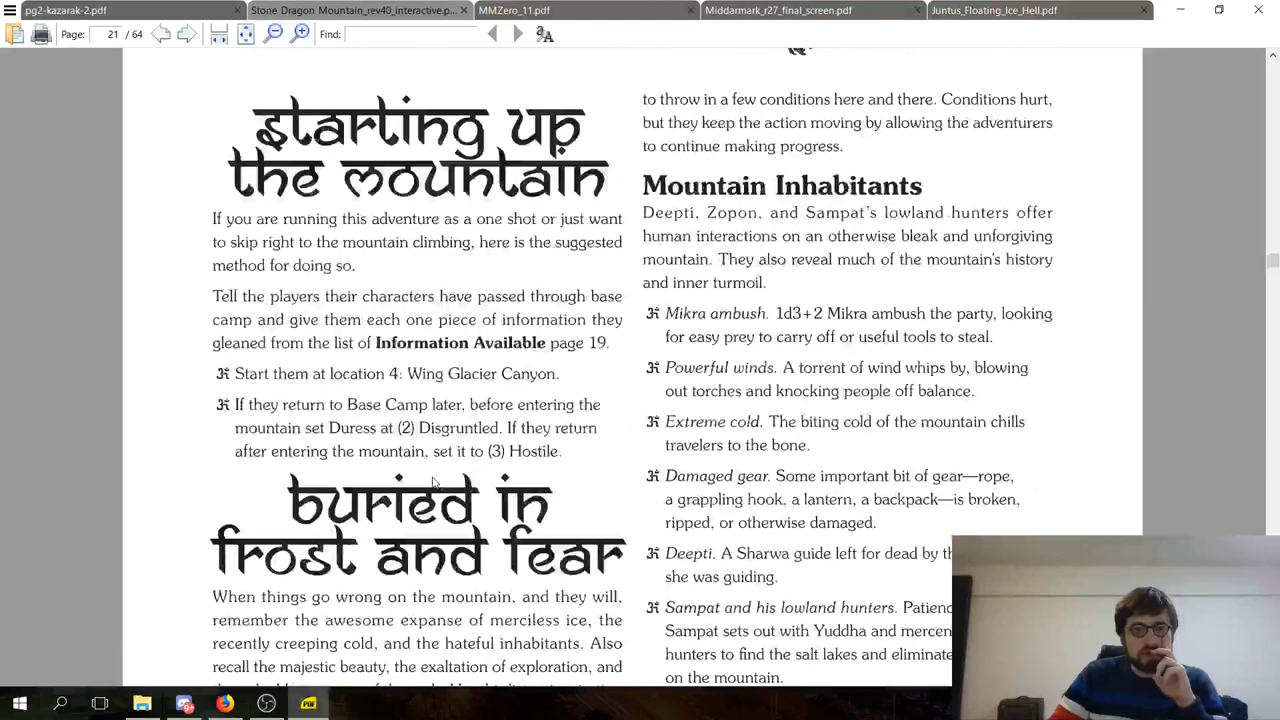 pg2-kazarak-2.pdf
Stone Dragon Mountain_rev40_interactive.p...
MMZero_11.pdf
Middarmark_r27_final_screen.pdf
Juntus_Floating_Ice_Hell.pdf
Page: 21 / 64
Find:
starting up
the mountain
If you are running this adventure as a one shot or just want
to skip right to the mountain climbing, here is the suggested
method for doing so.
Tell the players their characters have passed through base
camp and give them each one piece of information they
gleaned from the list of Information Available page 19.
Start them at location 4: Wing Glacier Canyon.
If they return to Base Camp later, before entering the
mountain set Duress at (2) Disgruntled. If they return
after entering the mountain, set it to (3) Hostile.
buried in
frost and fear
When things go wrong on the mountain, and they will,
remember the awesome expanse of merciless ice, the
recently creeping cold, and the hateful inhabitants. Also
recall the majestic beauty, the exaltation of exploration, and
to throw in a few conditions here and there. Conditions hurt,
but they keep the action moving by allowing the adventurers
to continue making progress.
Mountain Inhabitants
Deepti, Zopon, and Sampat's lowland hunters offer
human interactions on an otherwise bleak and unforgiving
mountain. They also reveal much of the mountain's history
and inner turmoil.
Mikra ambush. 1d3+2 Mikra ambush the party, looking
for easy prey to carry off or useful tools to steal.
Powerful winds. A torrent of wind whips by, blowing
out torches and knocking people off balance.
Extreme cold. The biting cold of the mountain chills
travelers to the bone.
Damaged gear. Some important bit of gear—rope,
a grappling hook, a lantern, a backpack—is broken,
ripped, or otherwise damaged.
Deepti. A Sharwa guide left for dead by th
she was guiding.
Sampat and his lowland hunters. Patienc
Sampat sets out with Yuddha and mercen
hunters to find the salt lakes and eliminate
on the mountain.